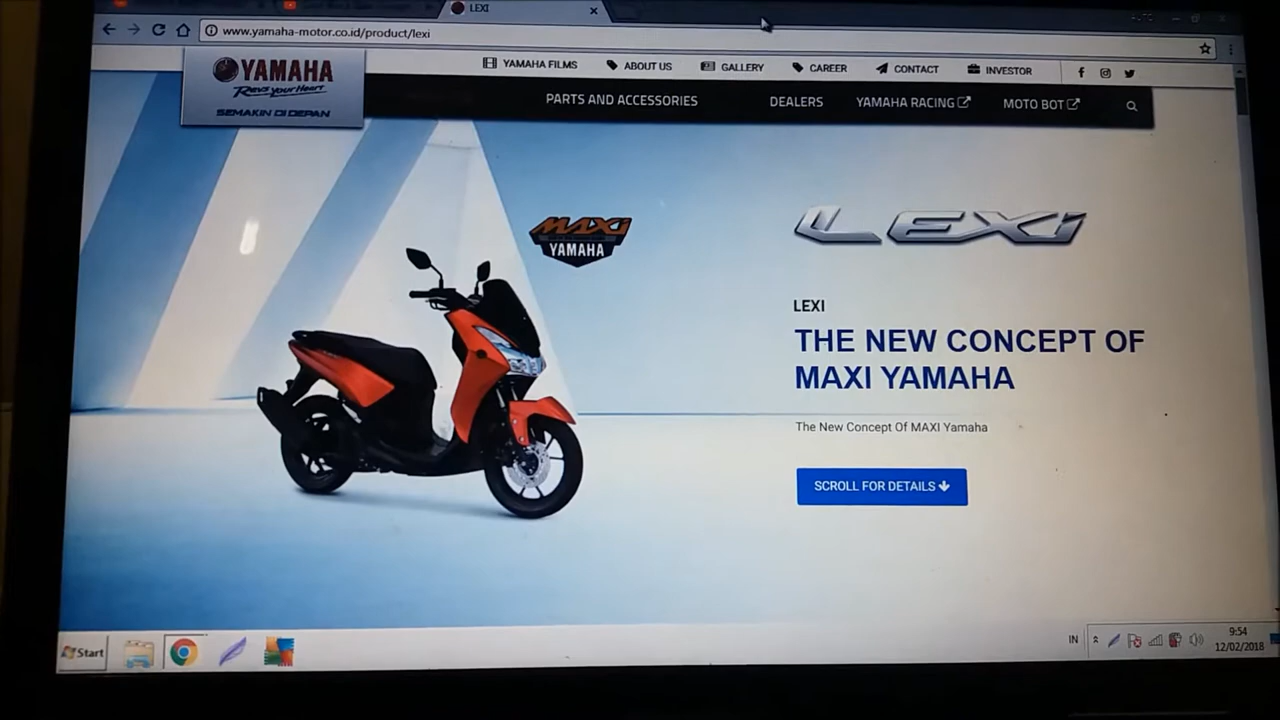 LEXI
www.yamaha-motor.co.id/product/lexi
YAMAHA
Revs your Heart
SEMAKIN DI DEPAN
YAMAHA FILMS
ABOUT US
GALLERY
CAREER
CONTACT
INVESTOR
PARTS AND ACCESSORIES
DEALERS
YAMAHA RACING
MOTO BOT
MAXi
YAMAHA
LEXi
LEXI
THE NEW CONCEPT OF
MAXI YAMAHA
The New Concept Of MAXI Yamaha
SCROLL FOR DETAILS
Start
IN
9:54
12/02/2018